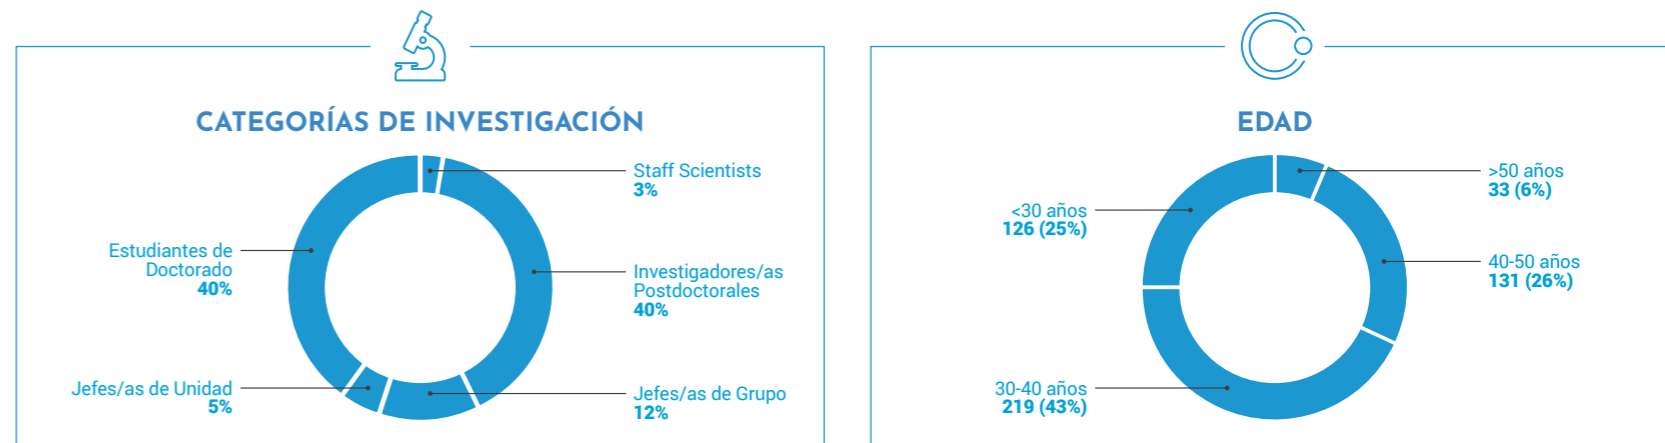 CATEGORÍAS DE INVESTIGACIÓN
Staff Scientists
3%
Estudiantes de
Doctorado
40%
Investigadores/as
Postdoctorales
40%
Jefes/as de Unidad
5%
Jefes/as de Grupo
12%
EDAD
>50 años
33 (6%)
<30 años
126 (25%)
40-50 años
131 (26%)
30-40 años
219 (43%)